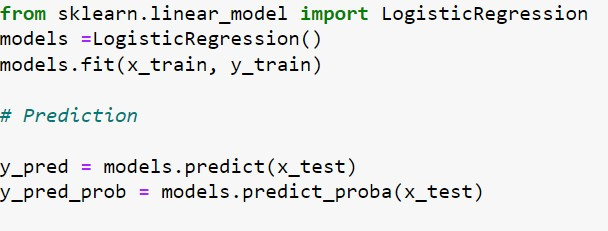 from sklearn.linear_model import LogisticRegression
models =LogisticRegression()
models.fit(x_train, y_train)
# Prediction
y_pred = models.predict(x_test)
y_pred_prob = models.predict_proba(x_test)